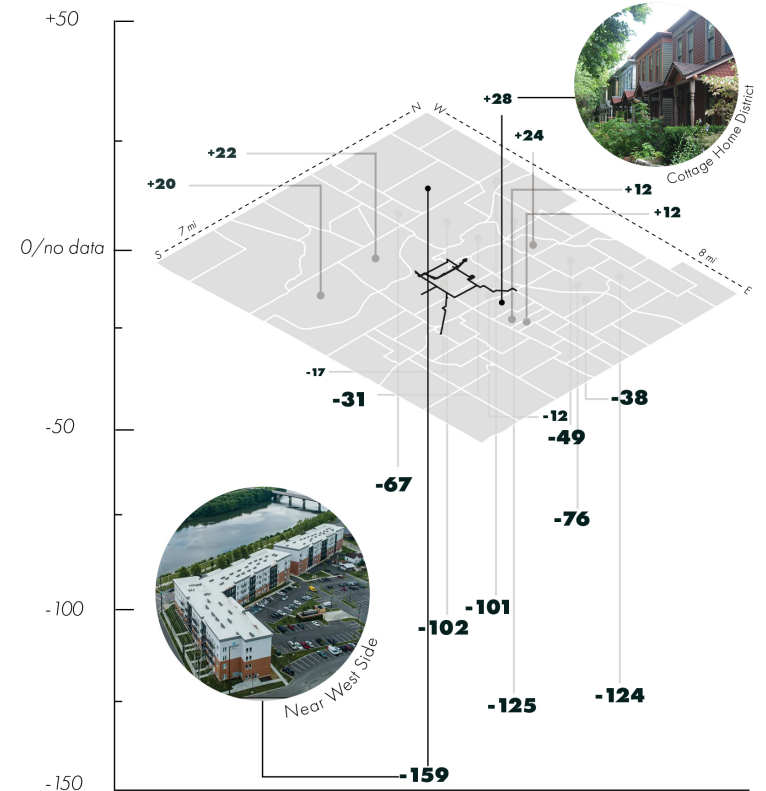 +50
+28
Cottage Home District
N
W
+24
+22
+20
+12
+12
7 mi
0/no data
S
8 mi
E
-17
-31
-38
-12
-50
-49
-67
-76
-100
-101
-102
-124
-125
Near West Side
-159
-150